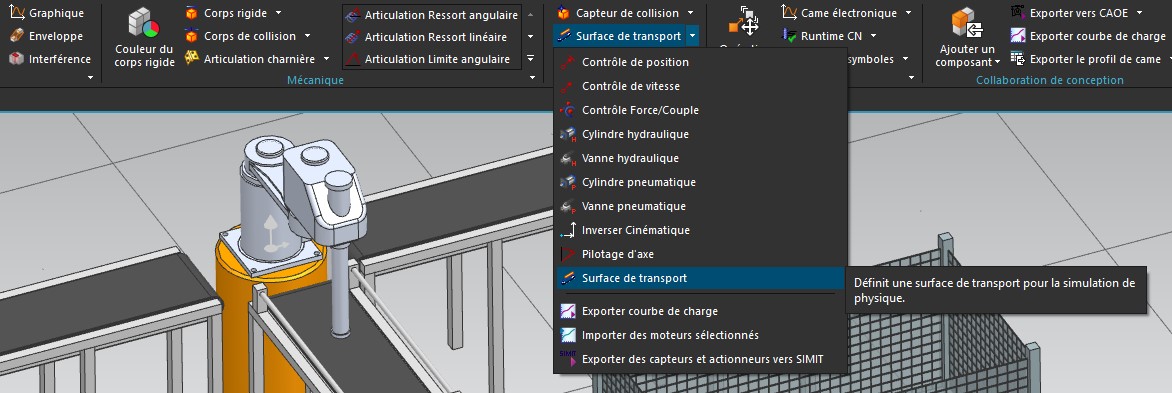 Graphique
Enveloppe
Interférence
Couleur du
corps rigide
Corps rigide
Corps de collision
Articulation charnière
Articulation Ressort angulaire
Articulation Ressort linéaire
Articulation Limite angulaire
Mécanique
Capteur de collision
Surface de transport
Came électronique
Runtime CN
symboles
Ajouter un
composant
Exporter vers CAOE
Exporter courbe de charge
Exporter le profil de came
Collaboration de conception
Contrôle de position
Contrôle de vitesse
Contrôle Force/Couple
Cylindre hydraulique
Vanne hydraulique
Cylindre pneumatique
Vanne pneumatique
Inverser Cinématique
Pilotage d'axe
Surface de transport
Exporter courbe de charge
Importer des moteurs sélectionnés
Exporter des capteurs et actionneurs vers SIMIT
Définit une surface de transport pour la simulation de
physique.